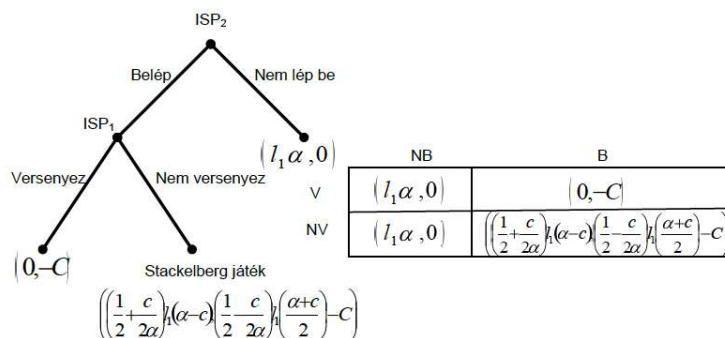 ISP₂
Belép
Nem lép be
ISP₁
(l₁α ,0)
Versenyez
Nem versenyez
(0,−C)
Stackelberg játék
((1/2+c/2α)l₁(α−c),(1/2−c/2α)l₁(α+c/2)−C)
NB B
V (l₁α ,0) (0,−C)
NV (l₁α ,0) ((1/2+c/2α)l₁(α−c),(1/2−c/2α)l₁(α+c/2)−C)